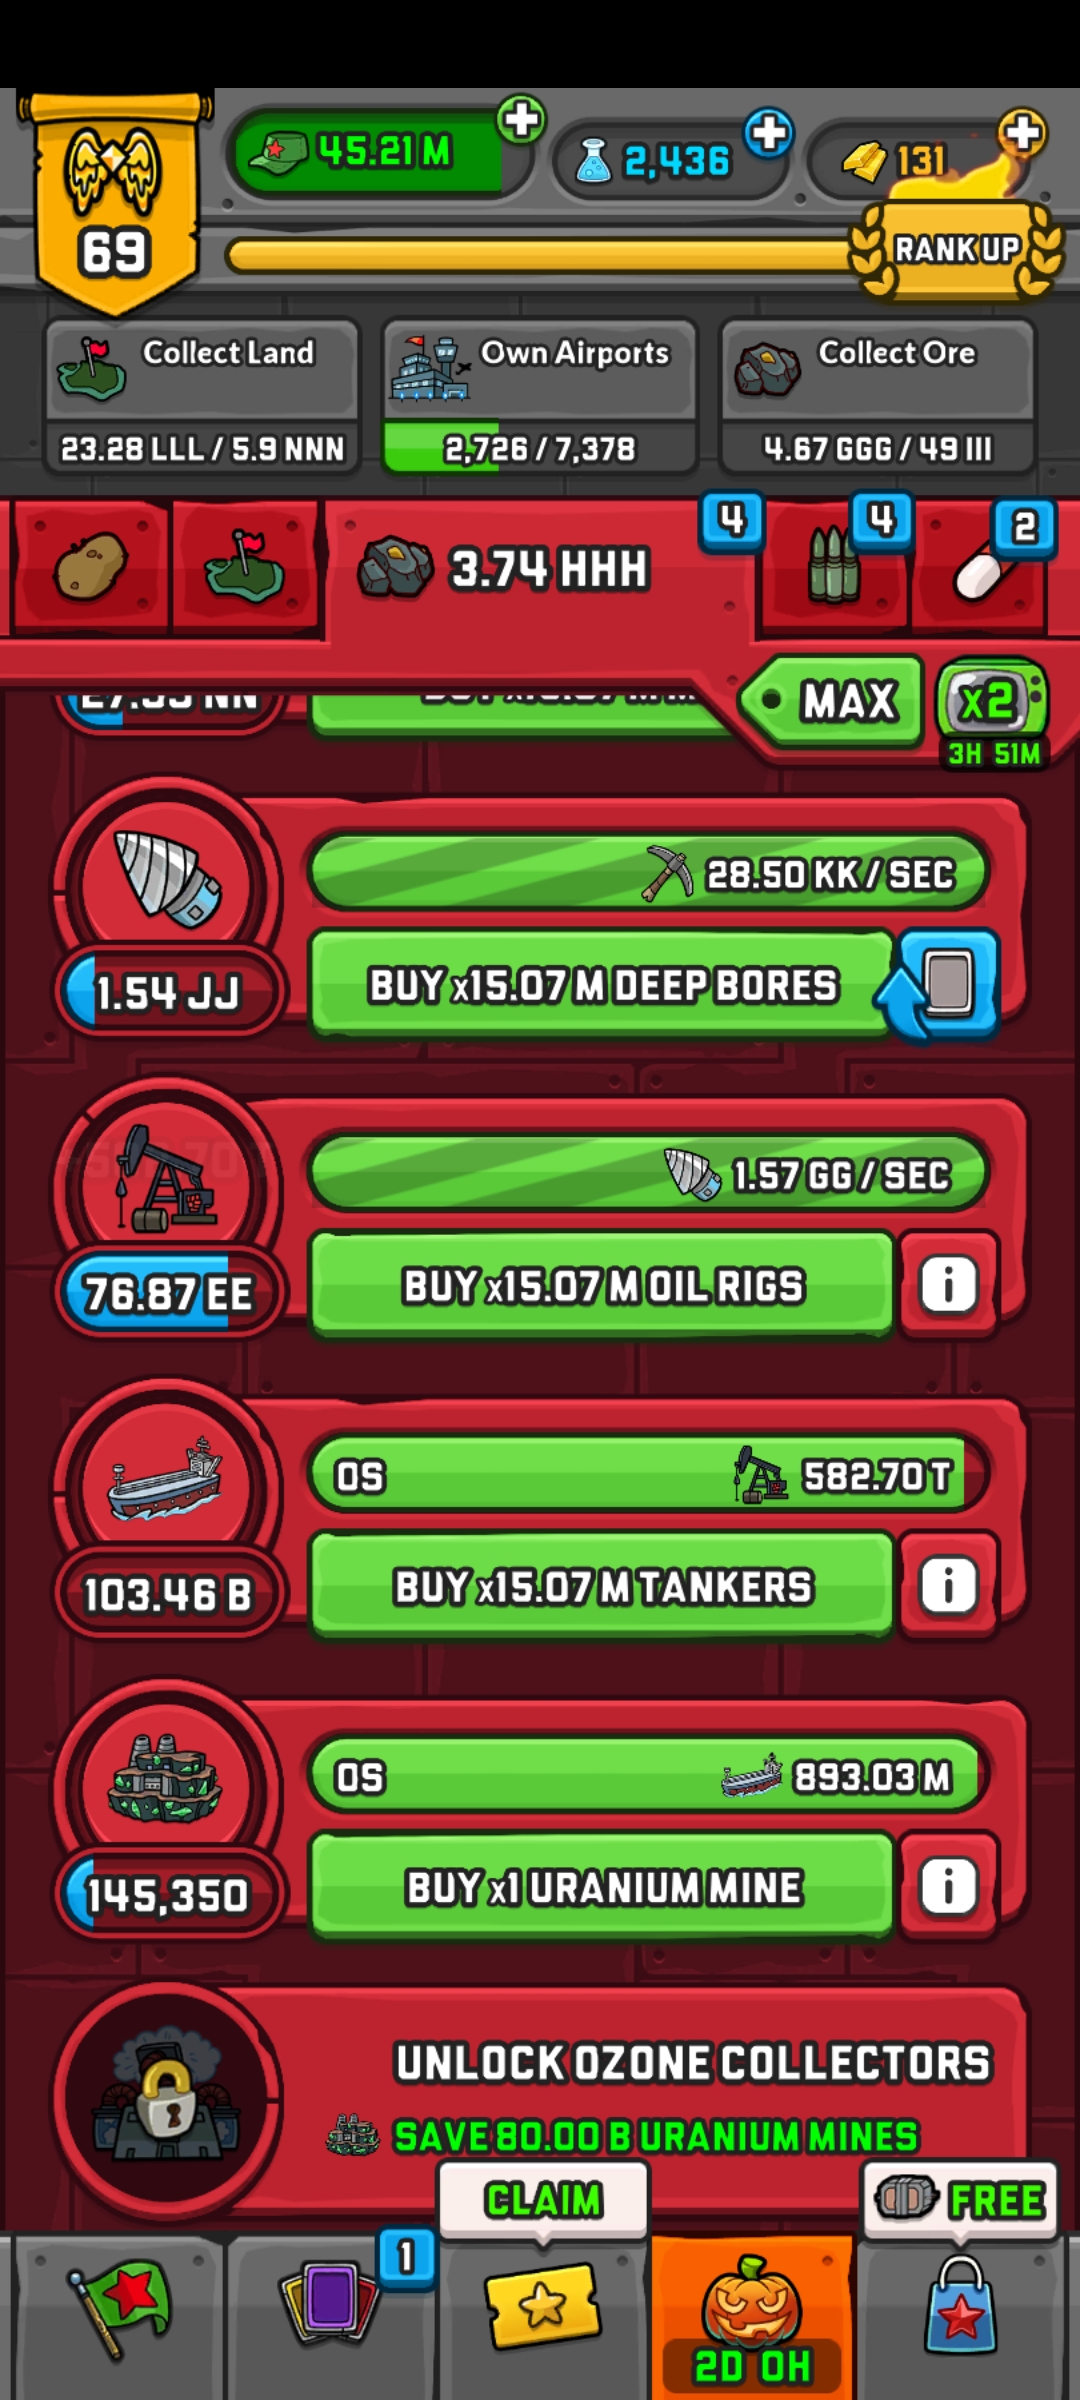 45.21 M
2,436
131
69
RANK UP
Collect Land
23.28 LLL / 5.9 NNN
Own Airports
2,726 / 7,378
Collect Ore
4.67 GGG / 49 III
3.74 HHH
4
4
2
MAX
x2
3H 51M
28.50 KK / SEC
1.54 JJ
BUY x15.07 M DEEP BORES
1.57 GG / SEC
76.87 EE
BUY x15.07 M OIL RIGS
i
0S
582.70 T
103.46 B
BUY x15.07 M TANKERS
i
0S
893.03 M
145,350
BUY x1 URANIUM MINE
i
UNLOCK OZONE COLLECTORS
SAVE 80.00 B URANIUM MINES
CLAIM
FREE
1
2D 0H